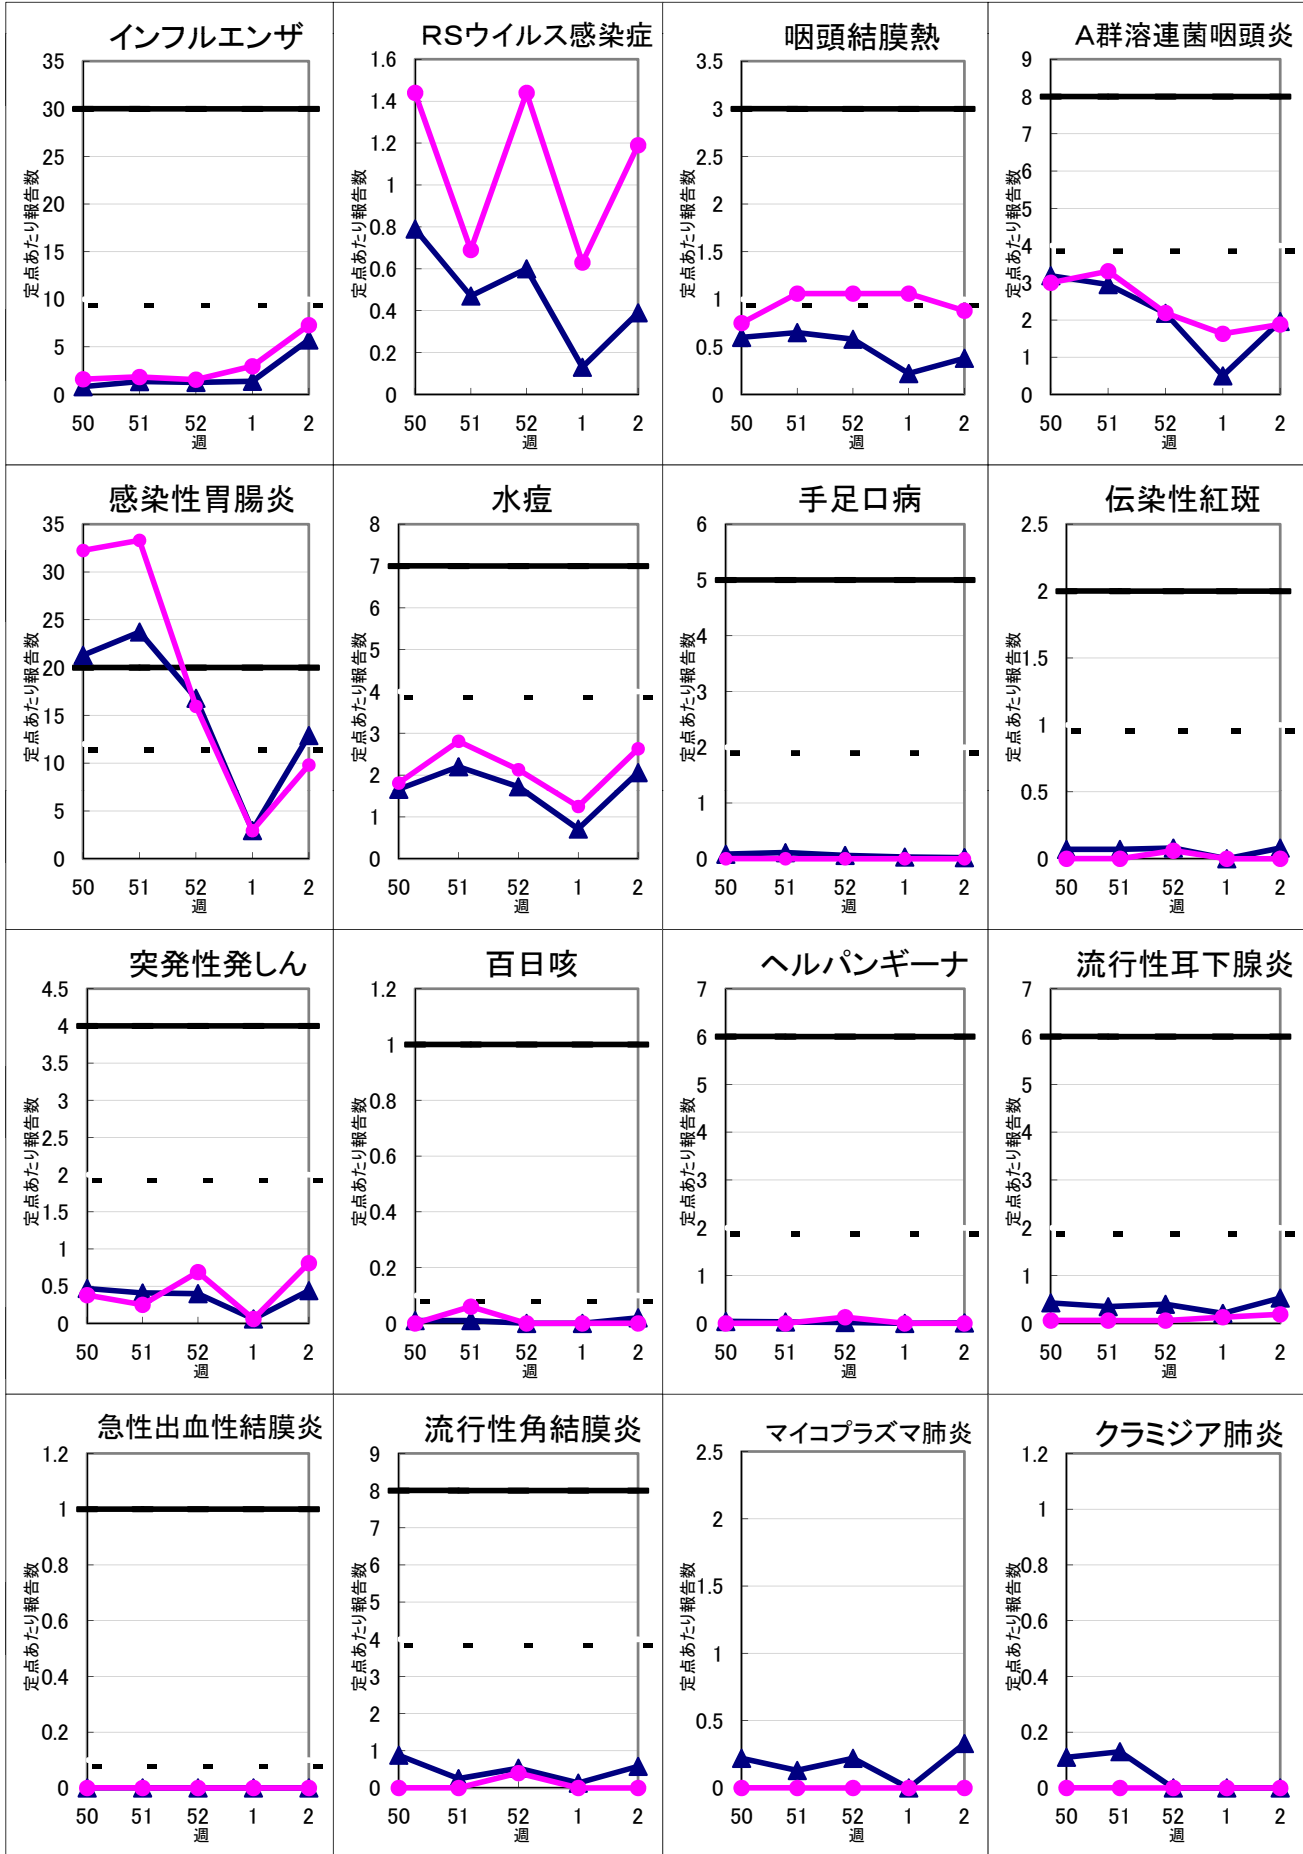 インフルエンザ
定点あたり報告数
35
30
25
20
15
10
5
0
50 51 52 1 2
週
RSウイルス感染症
定点あたり報告数
1.6
1.4
1.2
1
0.8
0.6
0.4
0.2
0
50 51 52 1 2
週
咽頭結膜熱
定点あたり報告数
3.5
3
2.5
2
1.5
1
0.5
0
50 51 52 1 2
週
A群溶連菌咽頭炎
定点あたり報告数
9
8
7
6
5
4
3
2
1
0
50 51 52 1 2
週
感染性胃腸炎
定点あたり報告数
35
30
25
20
15
10
5
0
50 51 52 1 2
週
水痘
定点あたり報告数
8
7
6
5
4
3
2
1
0
50 51 52 1 2
週
手足口病
定点あたり報告数
6
5
4
3
2
1
0
50 51 52 1 2
週
伝染性紅斑
定点あたり報告数
2.5
2
1.5
1
0.5
0
50 51 52 1 2
週
突発性発しん
定点あたり報告数
4.5
4
3.5
3
2.5
2
1.5
1
0.5
0
50 51 52 1 2
週
百日咳
定点あたり報告数
1.2
1
0.8
0.6
0.4
0.2
0
50 51 52 1 2
週
ヘルパンギーナ
定点あたり報告数
7
6
5
4
3
2
1
0
50 51 52 1 2
週
流行性耳下腺炎
定点あたり報告数
7
6
5
4
3
2
1
0
50 51 52 1 2
週
急性出血性結膜炎
定点あたり報告数
1.2
1
0.8
0.6
0.4
0.2
0
50 51 52 1 2
週
流行性角結膜炎
定点あたり報告数
9
8
7
6
5
4
3
2
1
0
50 51 52 1 2
週
マイコプラズマ肺炎
定点あたり報告数
2.5
2
1.5
1
0.5
0
50 51 52 1 2
週
クラミジア肺炎
定点あたり報告数
1.2
1
0.8
0.6
0.4
0.2
0
50 51 52 1 2
週